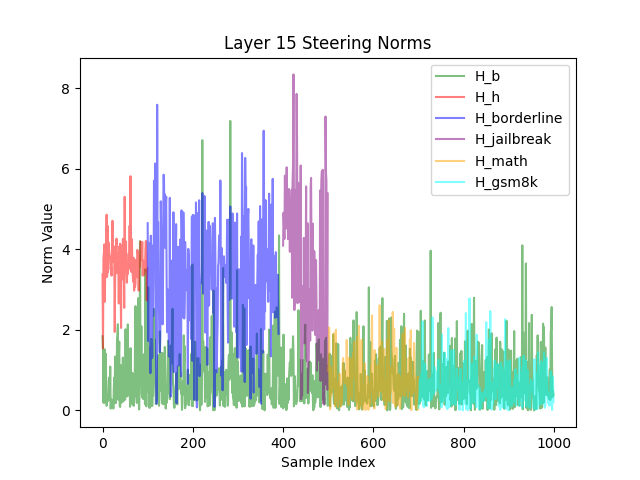 Layer 15 Steering Norms
H_b
H_h
H_borderline
H_jailbreak
H_math
H_gsm8k
Norm Value
8
6
4
2
0
0
200
400
600
800
1000
Sample Index